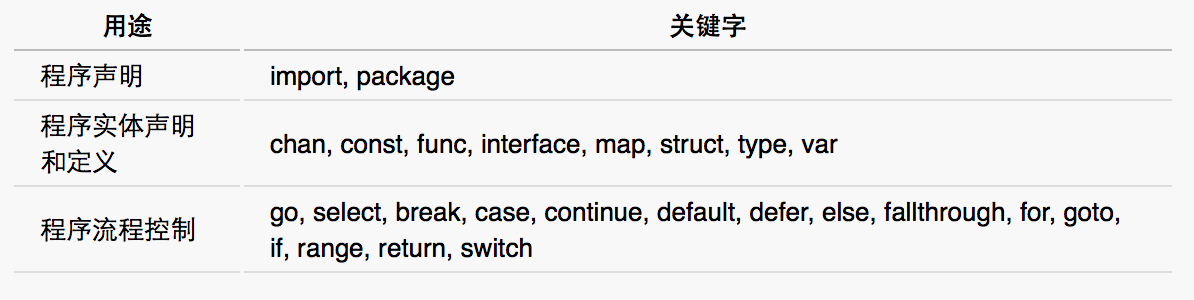 用途 关键字
程序声明 import, package
程序实体声明
和定义 chan, const, func, interface, map, struct, type, var
程序流程控制 go, select, break, case, continue, default, defer, else, fallthrough, for, goto,
if, range, return, switch